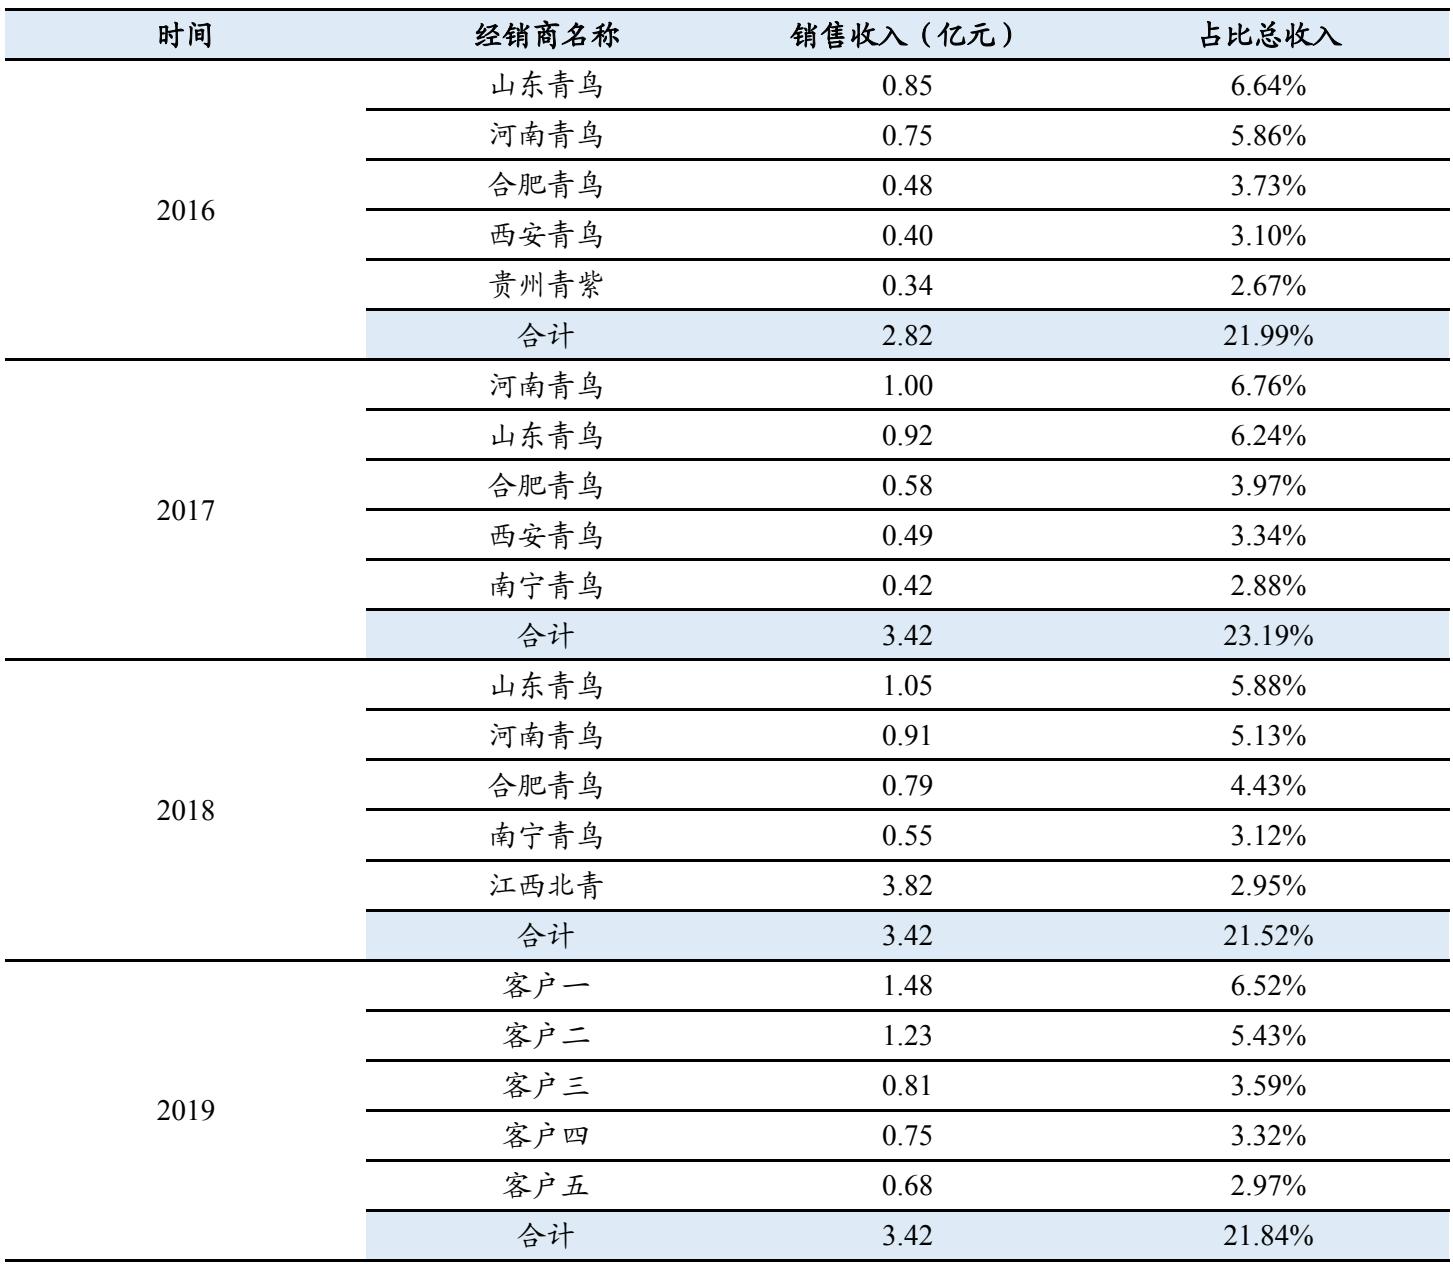 时间 经销商名称 销售收入（亿元） 占比总收入
山东青鸟 0.85 6.64%
河南青鸟 0.75 5.86%
合肥青鸟 0.48 3.73%
2016
西安青鸟 0.40 3.10%
贵州青紫 0.34 2.67%
合计 2.82 21.99%
河南青鸟 1.00 6.76%
山东青鸟 0.92 6.24%
合肥青鸟 0.58 3.97%
2017
西安青鸟 0.49 3.34%
南宁青鸟 0.42 2.88%
合计 3.42 23.19%
山东青鸟 1.05 5.88%
河南青鸟 0.91 5.13%
合肥青鸟 0.79 4.43%
2018
南宁青鸟 0.55 3.12%
江西北青 3.82 2.95%
合计 3.42 21.52%
客户一 1.48 6.52%
客户二 1.23 5.43%
客户三 0.81 3.59%
2019
客户四 0.75 3.32%
客户五 0.68 2.97%
合计 3.42 21.84%